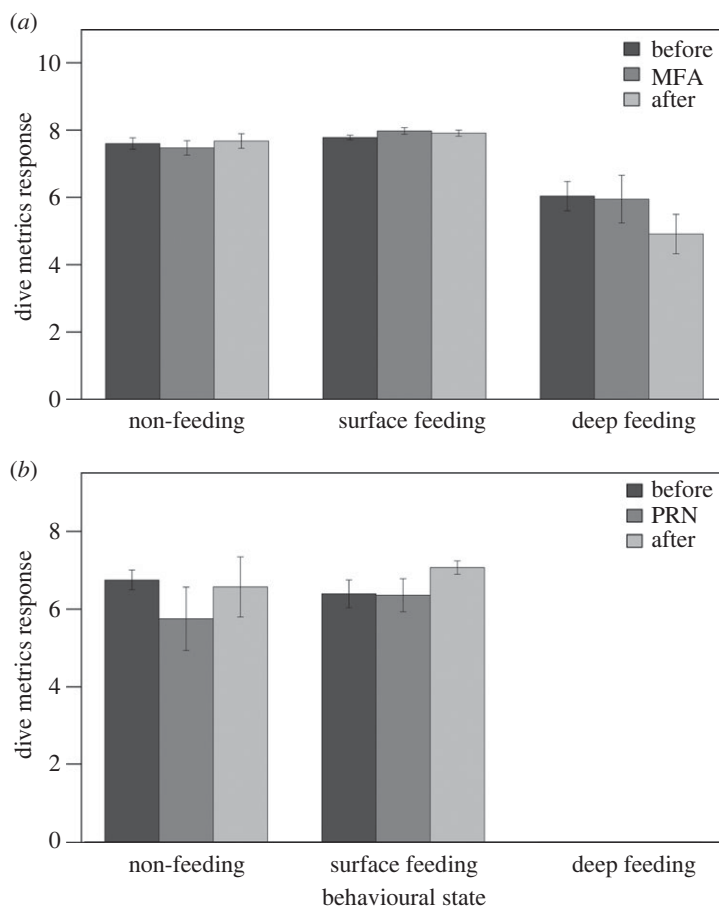 (a)
before
MFA
after
10
8
6
4
2
0
dive metrics response
non-feeding
surface feeding
deep feeding
(b)
before
PRN
after
8
6
4
2
0
dive metrics response
non-feeding
surface feeding
deep feeding
behavioural state